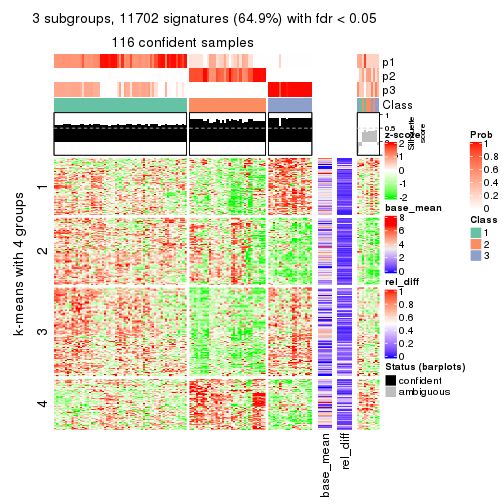 3 subgroups, 11702 signatures (64.9%) with fdr < 0.05
116 confident samples
p1
p2
p3
Class
1
0.5
0
Silhouette
score
k-means with 4 groups
1
2
3
4
base_mean
rel_diff
z-score
2
1
0
-1
-2
base_mean
8
6
4
2
0
rel_diff
1
0.8
0.6
0.4
0.2
0
Status (barplots)
confident
ambiguous
Prob
1
0.8
0.6
0.4
0.2
0
Class
1
2
3